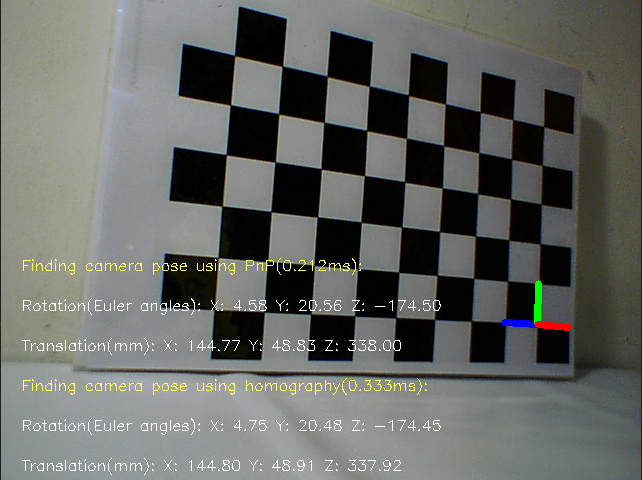 Finding camera pose using PnP(0.212ms):
Rotation(Euler angles): X: 4.58 Y: 20.56 Z: -174.50
Translation(mm): X: 144.77 Y: 48.83 Z: 338.00
Finding camera pose using homography(0.333ms):
Rotation(Euler angles): X: 4.75 Y: 20.48 Z: -174.45
Translation(mm): X: 144.80 Y: 48.91 Z: 337.92